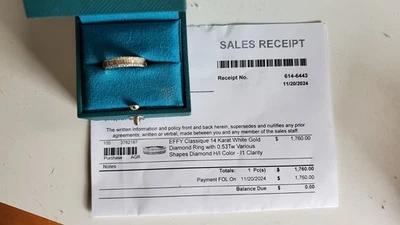 SALES RECEIPT
Receipt No. 614-6443
11/20/2024
The written information and policy front and back herein, supersedes and nullifies any prior
agreements, written or verbal, made between you and any member of the sales staff.
100 3762187 EFFY Classique 14 Karat White Gold $ 1,760.00
Diamond Ring with 0.53Tw Various
Purchase AGR Shapes Diamond H/I Color - I1 Clarity
Notes
Totals: 1 Pc(s) $ 1,760.00
Payment FOL On 11/20/2024 $ 1,760.00
Balance Due $ 0.00